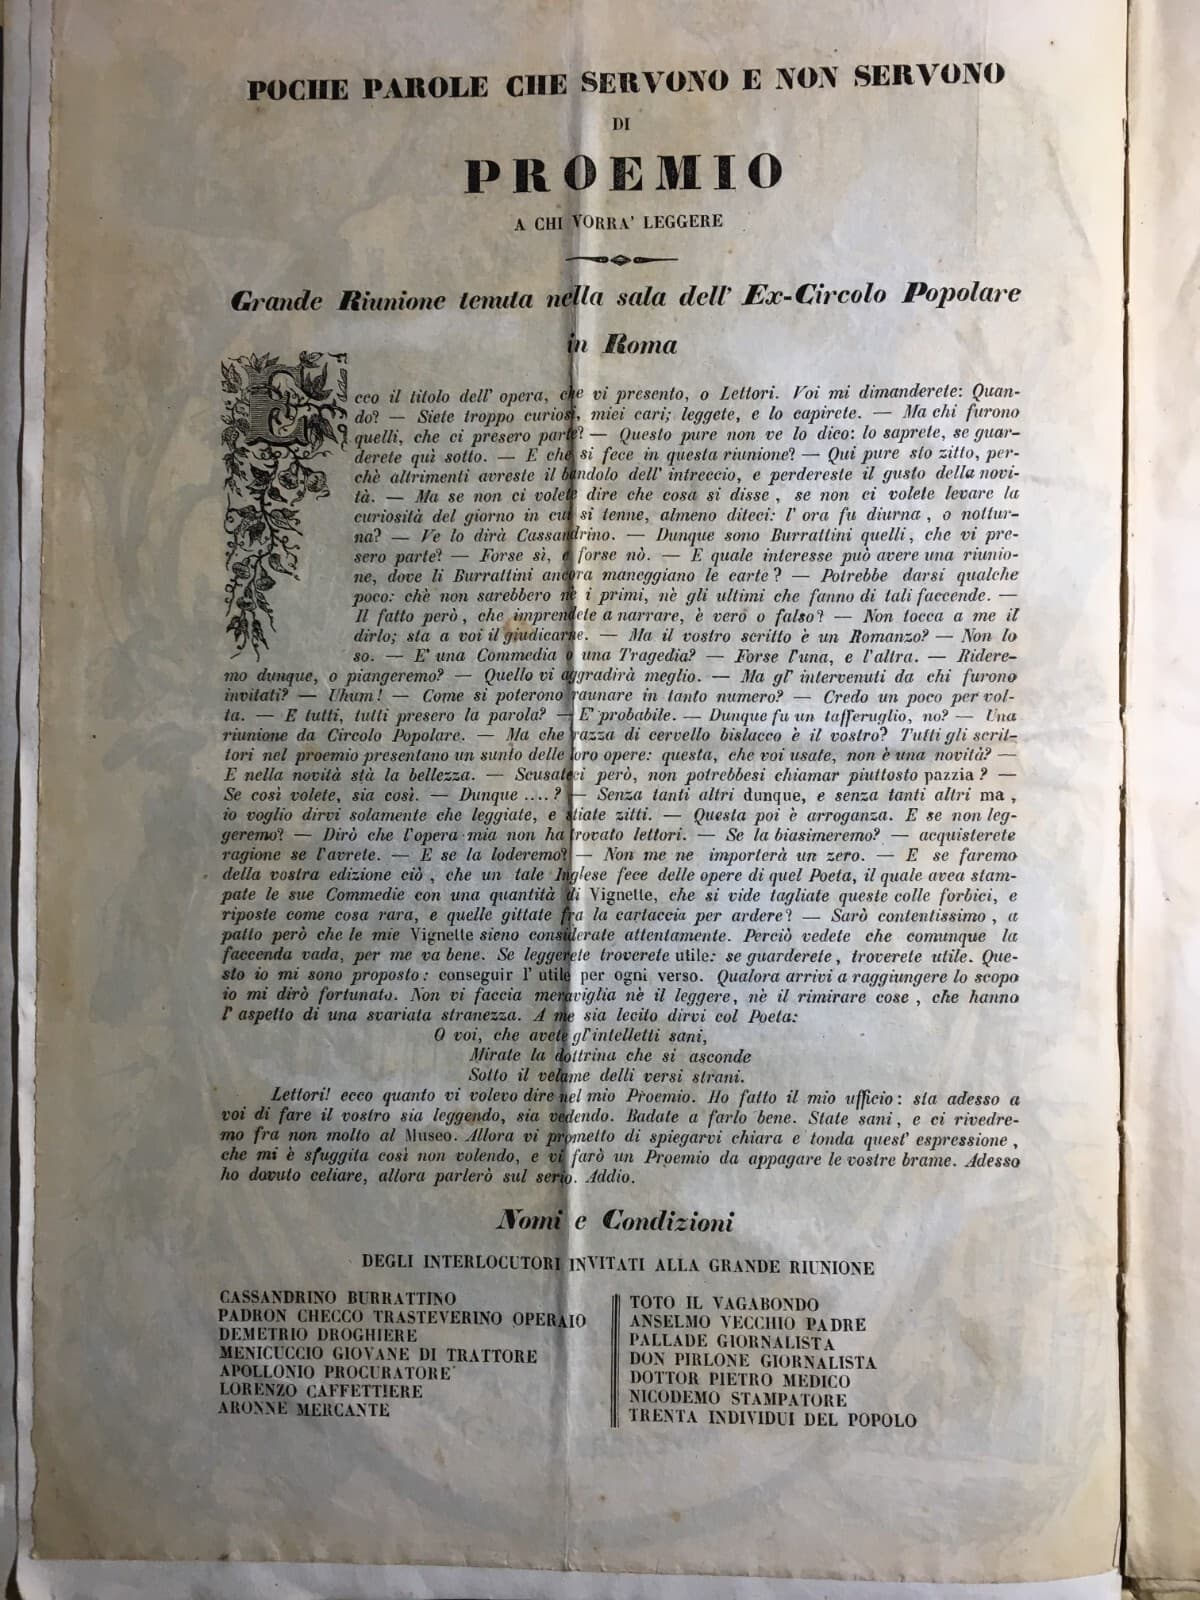 POCHE PAROLE CHE SERVONO E NON SERVONO
DI
PROEMIO
A CHI VORRA' LEGGERE
Grande Riunione tenuta nella sala dell' Ex-Circolo Popolare
in Roma
Ecco il titolo dell' opera, che vi presento, o Lettori. Voi mi dimanderete: Quan-
do? — Siete troppo curiosi, miei cari; leggete, e lo capirete. — Ma chi furono
quelli, che ci presero parte? — Questo pure non ve lo dico: lo saprete, se guar-
derete quì sotto. — E che si fece in questa riunione? — Qui pure sto zitto, per-
chè altrimenti avreste il bandolo dell' intreccio, e perdereste il gusto della novi-
tà. — Ma se non ci volete dire che cosa si disse, se non ci volete levare la
curiosità del giorno in cui si tenne, almeno diteci: l' ora fu diurna, o nottur-
na? — Ve lo dirà Cassandrino. — Dunque sono Burrattini quelli, che vi pre-
sero parte? — Forse sì, e forse nò. — E quale interesse può avere una riunio-
ne, dove li Burrattini ancora maneggiano le carte? — Potrebbe darsi qualche
poco: chè non sarebbero nè i primi, nè gli ultimi che fanno di tali faccende. —
Il fatto però, che imprendete a narrare, è vero o falso? — Non tocca a me il
dirlo; sta a voi il giudicarne. — Ma il vostro scritto è un Romanzo? — Non lo
so. — E' una Commedia o una Tragedia? — Forse l'una, e l'altra. — Ridere-
mo dunque, o piangeremo? — Quello vi aggradirà meglio. — Ma gl' intervenuti da chi furono
invitati? — Uhum! — Come si poterono raunare in tanto numero? — Credo un poco per vol-
ta. — E tutti, tutti presero la parola? — E' probabile. — Dunque fu un tafferuglio, no? — Una
riunione da Circolo Popolare. — Ma che razza di cervello bislacco è il vostro? Tutti gli scrit-
tori nel proemio presentano un sunto delle loro opere: questa, che voi usate, non è una novità? —
E nella novità stà la bellezza. — Scusateci però, non potrebbesi chiamar piuttosto pazzia? —
Se così volete, sia così. — Dunque ....? — Senza tanti altri dunque, e senza tanti altri ma,
io voglio dirvi solamente che leggiate, e stiate zitti. — Questa poi è arroganza. E se non leg-
geremo? — Dirò che l'opera mia non ha trovato lettori. — Se la biasimeremo? — acquisterete
ragione se l'avrete. — E se la loderemo? — Non me ne importerà un zero. — E se faremo
della vostra edizione ciò, che un tale Inglese fece delle opere di quel Poeta, il quale avea stam-
pate le sue Commedie con una quantità di Vignette, che si vide tagliate queste colle forbici, e
riposte come cosa rara, e quelle gittate fra la cartaccia per ardere? — Sarò contentissimo, a
patto però che le mie Vignette sieno considerate attentamente. Perciò vedete che comunque la
faccenda vada, per me va bene. Se leggerete troverete utile: se guarderete, troverete utile. Que-
sto io mi sono proposto: conseguir l' utile per ogni verso. Qualora arrivi a raggiungere lo scopo
io mi dirò fortunato. Non vi faccia meraviglia nè il leggere, nè il rimirare cose, che hanno
l' aspetto di una svariata stranezza. A me sia lecito dirvi col Poeta:
O voi, che avete gl' intelletti sani,
Mirate la dottrina che si asconde
Sotto il velame delli versi strani.
Lettori! ecco quanto vi volevo dire nel mio Proemio. Ho fatto il mio ufficio: sta adesso a
voi di fare il vostro sia leggendo, sia vedendo. Badate a farlo bene. State sani, e ci rivedre-
mo fra non molto al Museo. Allora vi prometto di spiegarvi chiara e tonda quest' espressione,
che mi è sfuggita così non volendo, e vi farò un Proemio da appagare le vostre brame. Adesso
ho dovuto celiare, allora parlerò sul serio. Addio.
Nomi e Condizioni
DEGLI INTERLOCUTORI INVITATI ALLA GRANDE RIUNIONE
CASSANDRINO BURRATTINO
PADRON CHECCO TRASTEVERINO OPERAIO
DEMETRIO DROGHIERE
MENICUCCIO GIOVANE DI TRATTORE
APOLLONIO PROCURATORE
LORENZO CAFFETTIERE
ARONNE MERCANTE
TOTO IL VAGABONDO
ANSELMO VECCHIO PADRE
PALLADE GIORNALISTA
DON PIRLONE GIORNALISTA
DOTTOR PIETRO MEDICO
NICODEMO STAMPATORE
TRENTA INDIVIDUI DEL POPOLO